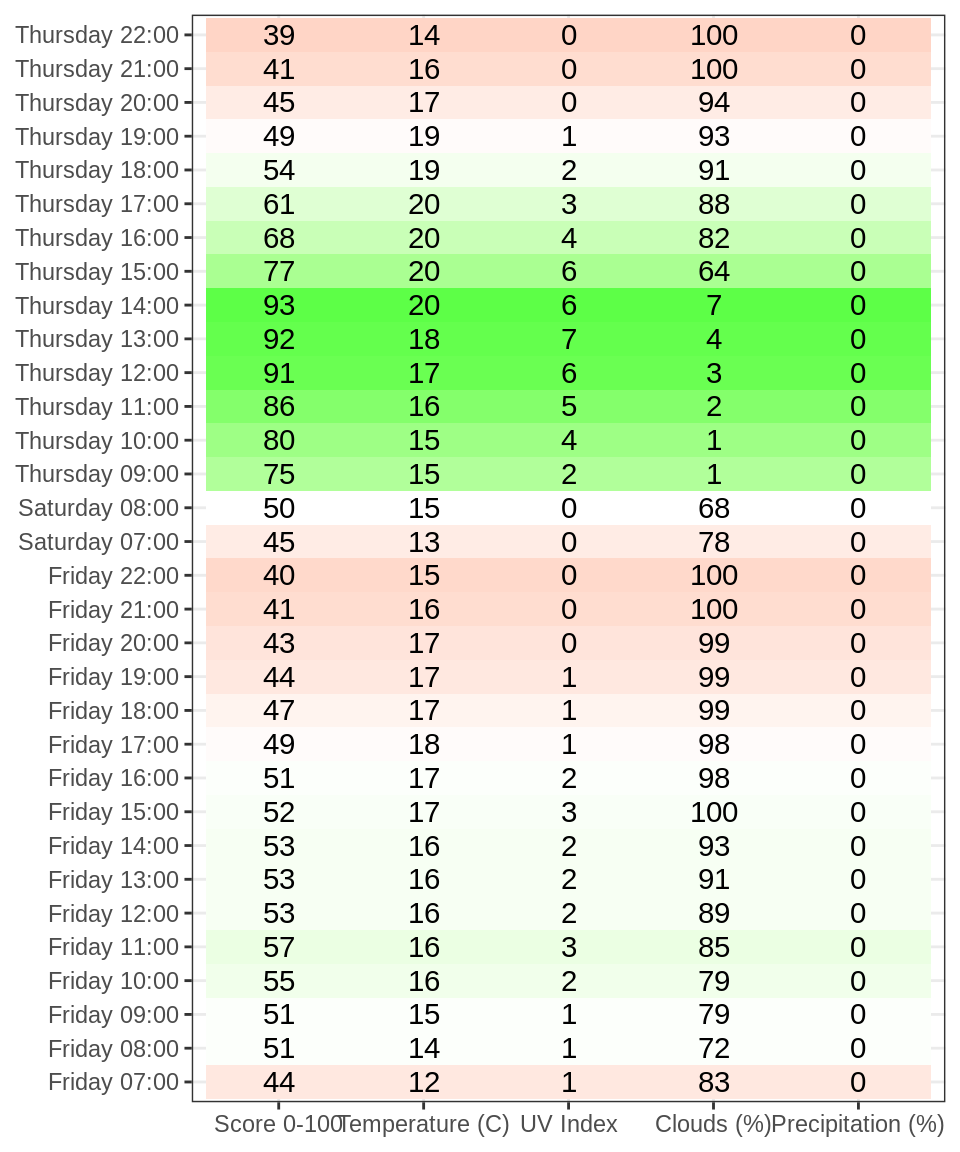 Thursday 22:00 39 14 0 100 0
Thursday 21:00 41 16 0 100 0
Thursday 20:00 45 17 0 94 0
Thursday 19:00 49 19 1 93 0
Thursday 18:00 54 19 2 91 0
Thursday 17:00 61 20 3 88 0
Thursday 16:00 68 20 4 82 0
Thursday 15:00 77 20 6 64 0
Thursday 14:00 93 20 6 7 0
Thursday 13:00 92 18 7 4 0
Thursday 12:00 91 17 6 3 0
Thursday 11:00 86 16 5 2 0
Thursday 10:00 80 15 4 1 0
Thursday 09:00 75 15 2 1 0
Saturday 08:00 50 15 0 68 0
Saturday 07:00 45 13 0 78 0
Friday 22:00 40 15 0 100 0
Friday 21:00 41 16 0 100 0
Friday 20:00 43 17 0 99 0
Friday 19:00 44 17 1 99 0
Friday 18:00 47 17 1 99 0
Friday 17:00 49 18 1 98 0
Friday 16:00 51 17 2 98 0
Friday 15:00 52 17 3 100 0
Friday 14:00 53 16 2 93 0
Friday 13:00 53 16 2 91 0
Friday 12:00 53 16 2 89 0
Friday 11:00 57 16 3 85 0
Friday 10:00 55 16 2 79 0
Friday 09:00 51 15 1 79 0
Friday 08:00 51 14 1 72 0
Friday 07:00 44 12 1 83 0
Score 0-100 Temperature (C) UV Index Clouds (%) Precipitation (%)